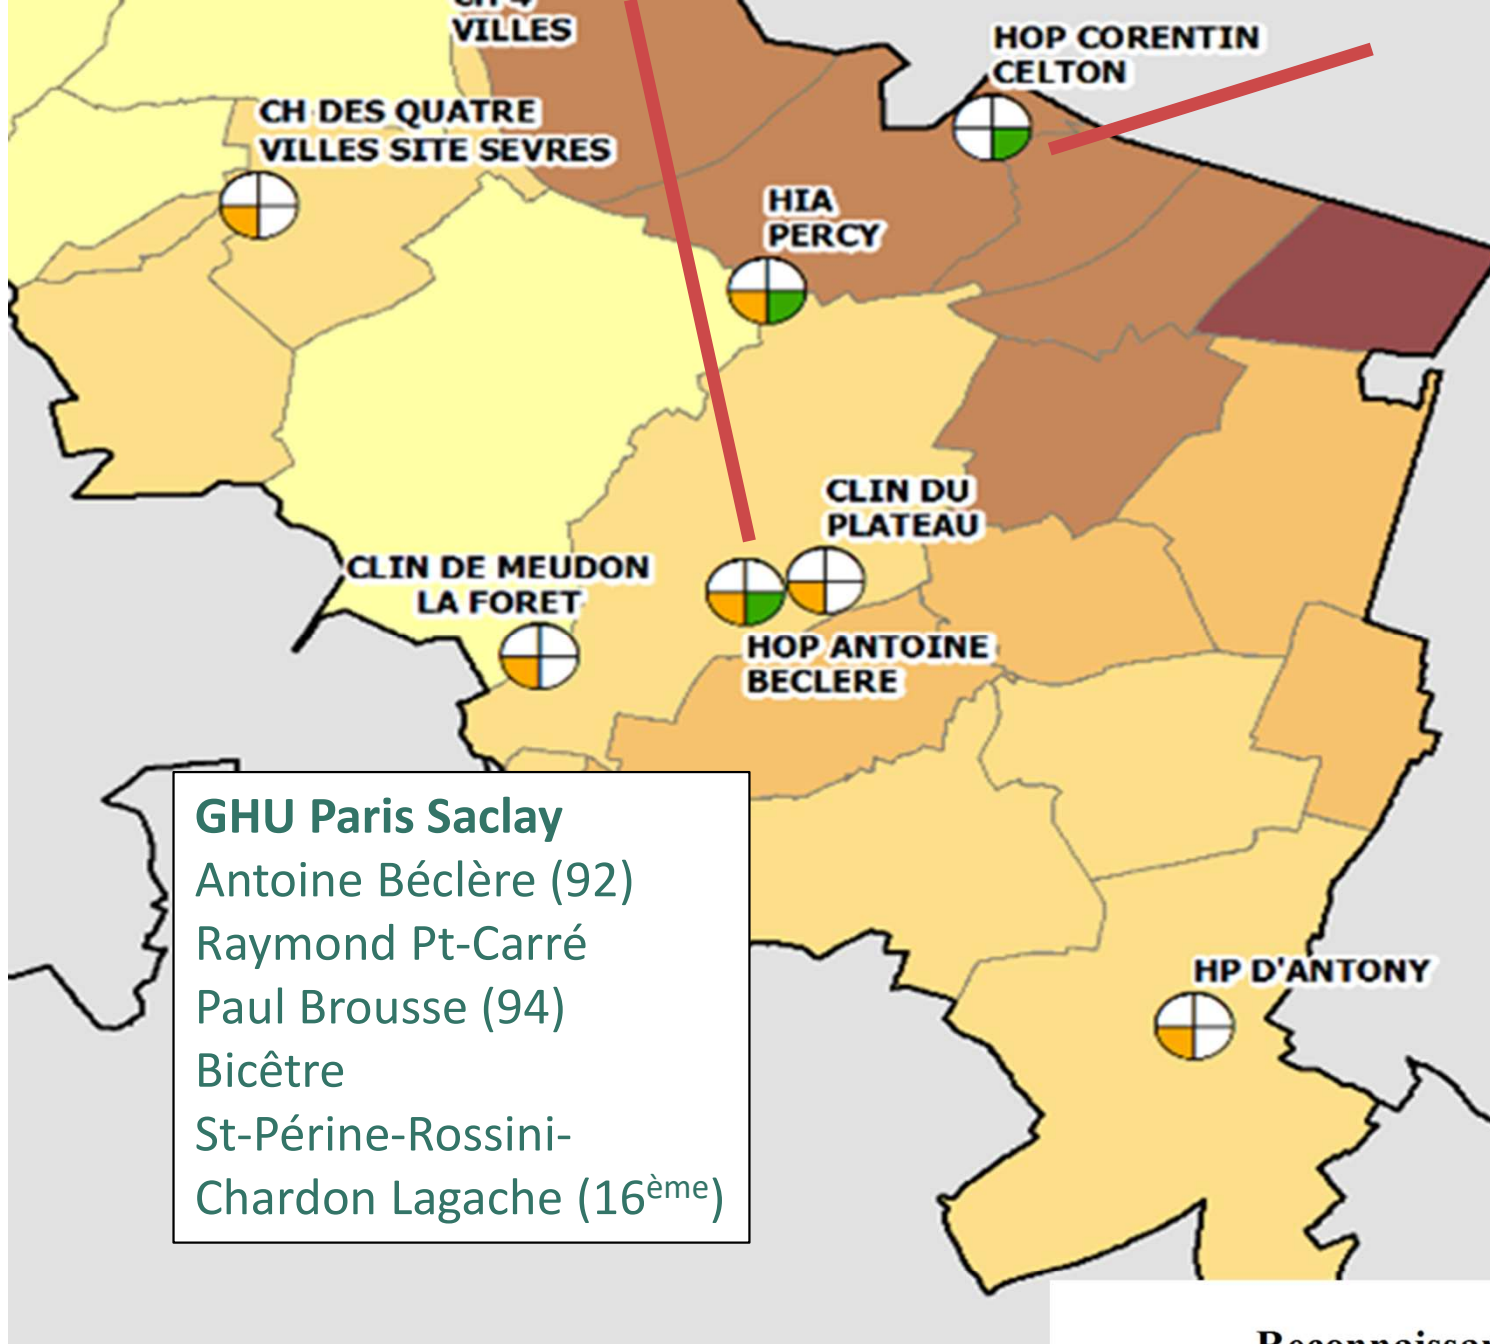 VILLES
HOP CORENTIN
CELTON
CH DES QUATRE
VILLES SITE SEVRES
HIA
PERCY
CLIN DU
PLATEAU
CLIN DE MEUDON
LA FORET
HOP ANTOINE
BECLERE
GHU Paris Saclay
Antoine Béclère (92)
Raymond Pt-Carré
Paul Brousse (94)
Bicêtre
St-Périne-Rossini-
Chardon Lagache (16ème)
HP D'ANTONY